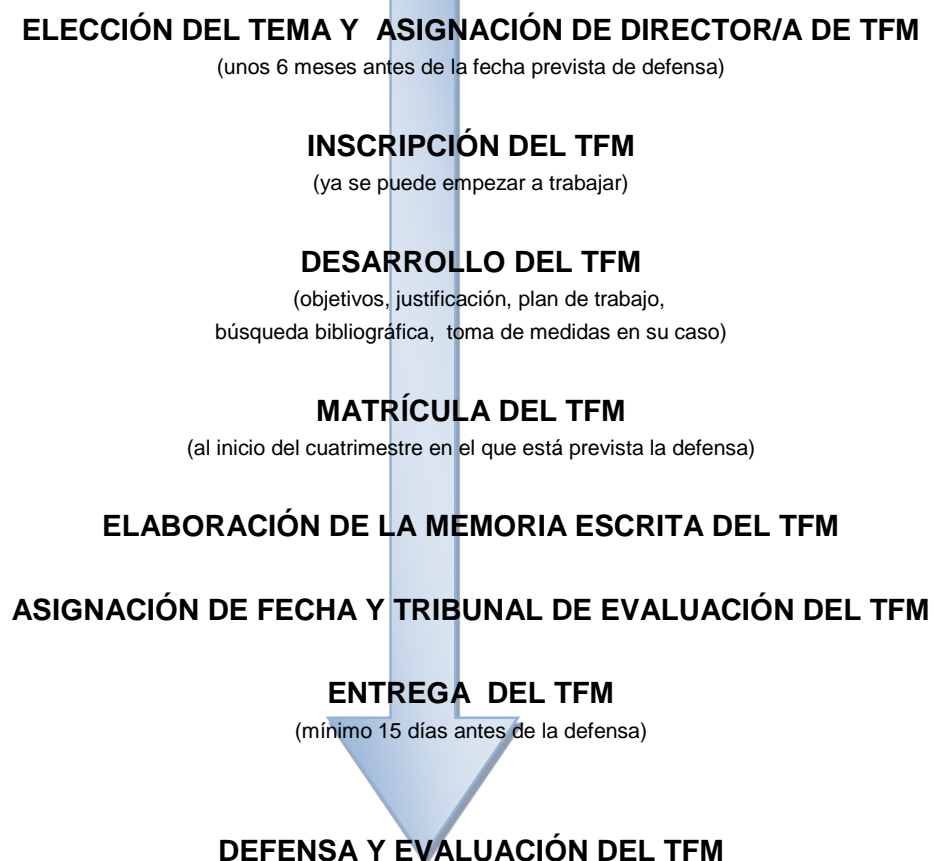 ELECCIÓN DEL TEMA Y ASIGNACIÓN DE DIRECTOR/A DE TFM
(unos 6 meses antes de la fecha prevista de defensa)
INSCRIPCIÓN DEL TFM
(ya se puede empezar a trabajar)
DESARROLLO DEL TFM
(objetivos, justificación, plan de trabajo,
búsqueda bibliográfica, toma de medidas en su caso)
MATRÍCULA DEL TFM
(al inicio del cuatrimestre en el que está prevista la defensa)
ELABORACIÓN DE LA MEMORIA ESCRITA DEL TFM
ASIGNACIÓN DE FECHA Y TRIBUNAL DE EVALUACIÓN DEL TFM
ENTREGA DEL TFM
(mínimo 15 días antes de la defensa)
DEFENSA Y EVALUACIÓN DEL TFM